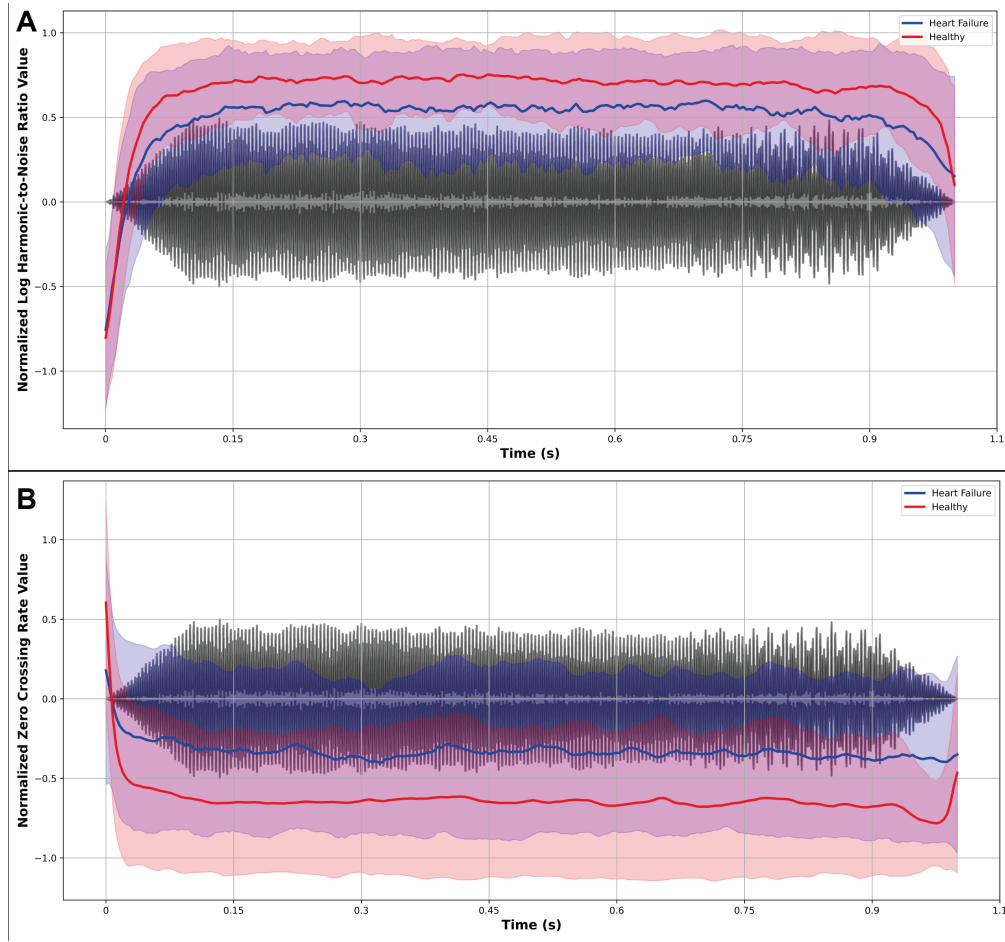 A
Normalized Log Harmonic-to-Noise Ratio Value
1.0
0.5
0.0
−0.5
−1.0
Heart Failure
Healthy
0
0.15
0.3
0.45
0.6
0.75
0.9
1.1
Time (s)
B
Normalized Zero Crossing Rate Value
1.0
0.5
0.0
−0.5
−1.0
Heart Failure
Healthy
0
0.15
0.3
0.45
0.6
0.75
0.9
1.1
Time (s)